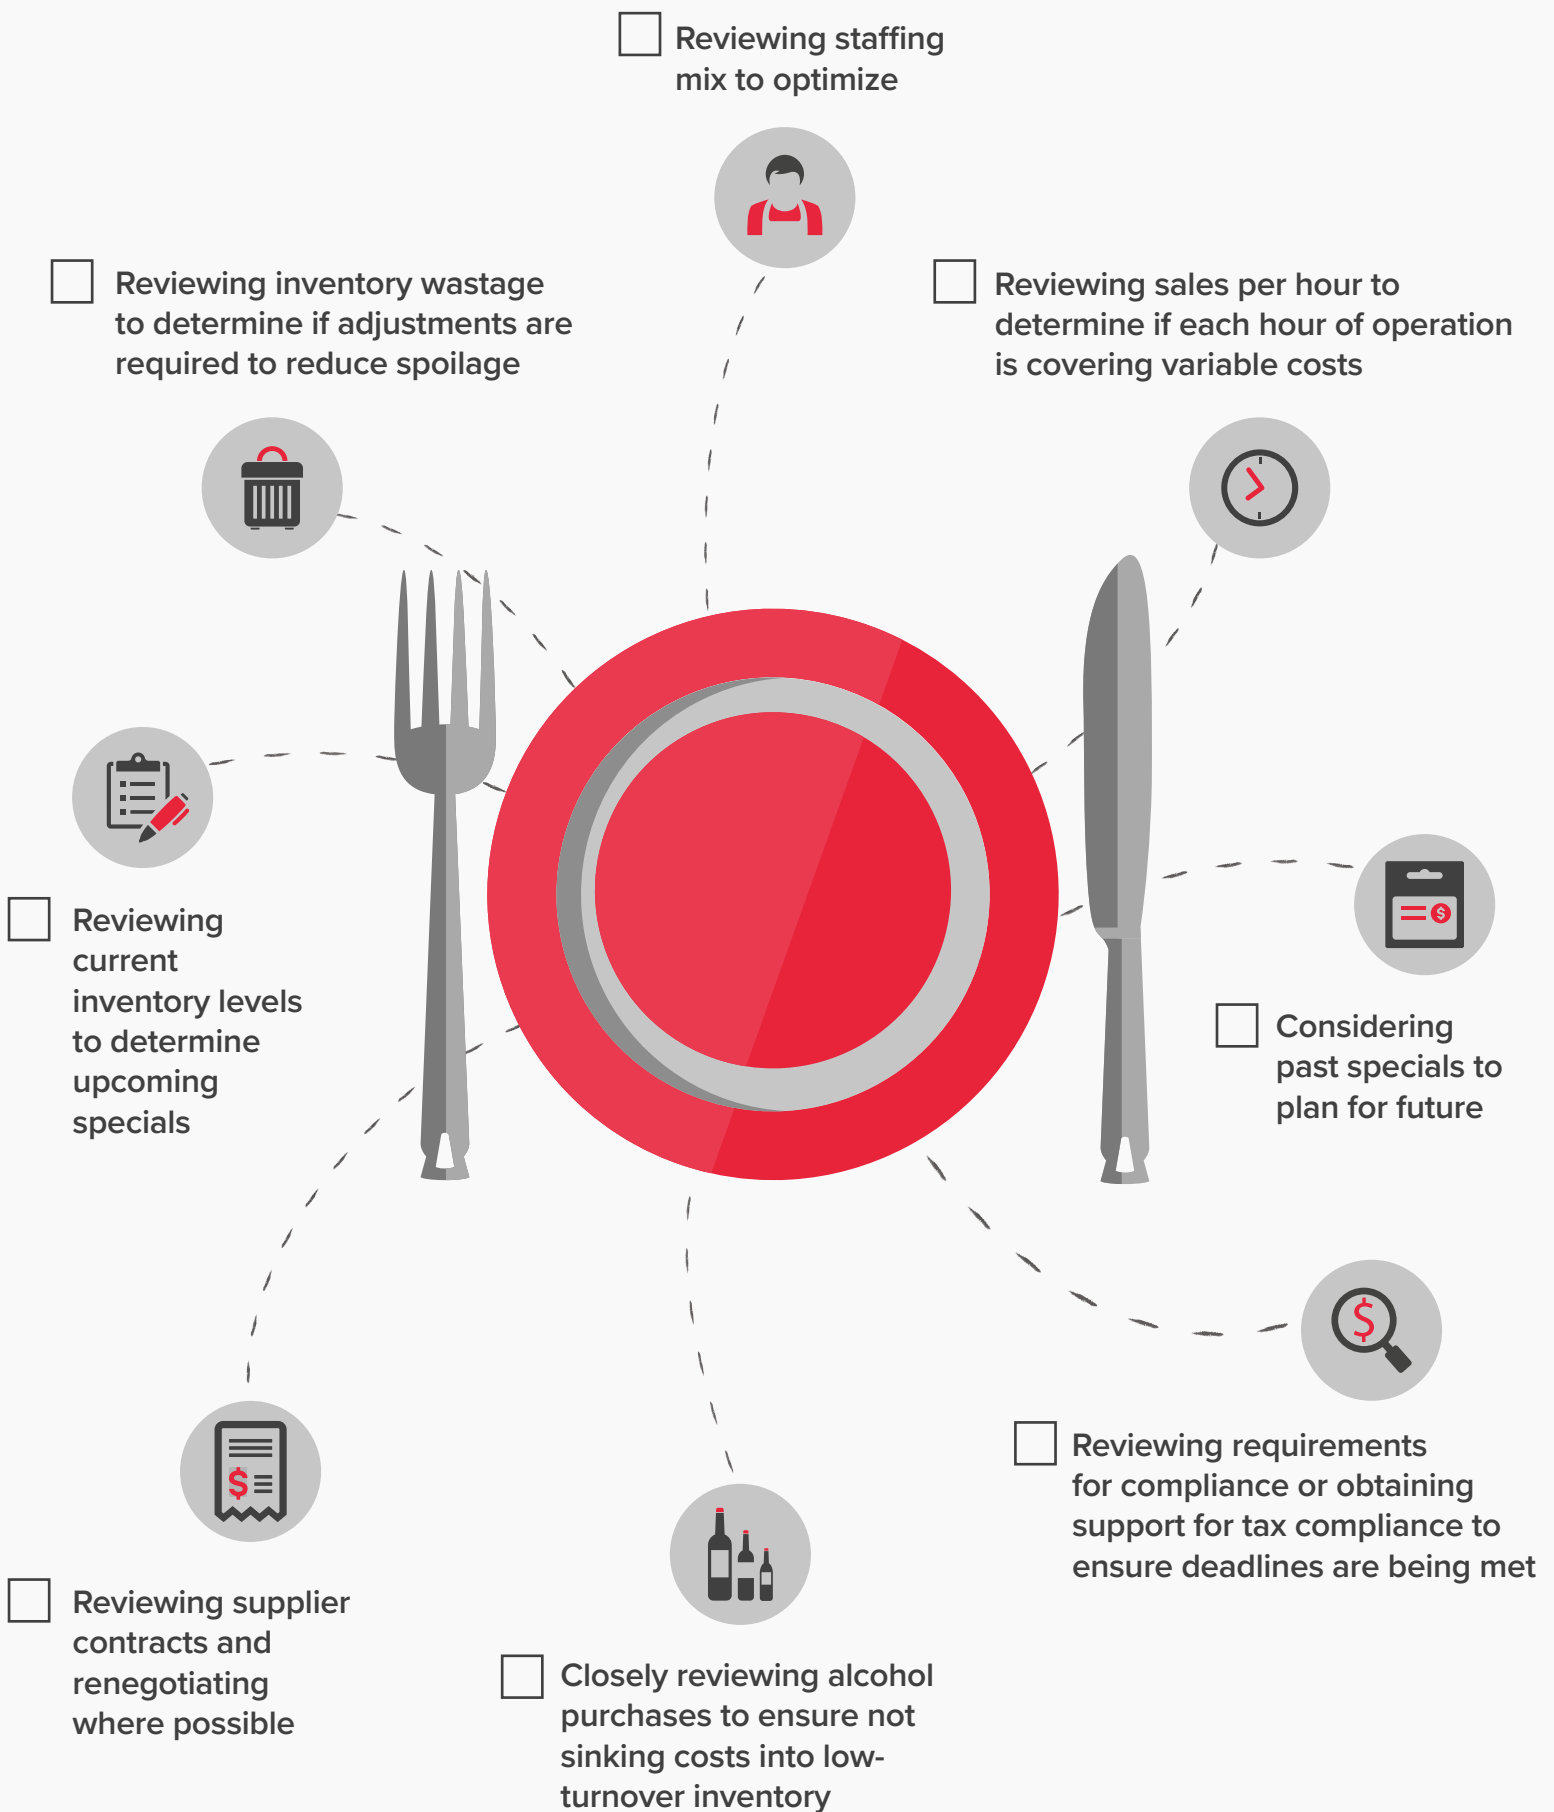 Reviewing staffing
mix to optimize
Reviewing inventory wastage
to determine if adjustments are
required to reduce spoilage
Reviewing sales per hour to
determine if each hour of operation
is covering variable costs
Reviewing
current
inventory levels
to determine
upcoming
specials
$
Considering
past specials to
plan for future
$
Reviewing requirements
for compliance or obtaining
support for tax compliance to
ensure deadlines are being met
$
Reviewing supplier
contracts and
renegotiating
where possible
Closely reviewing alcohol
purchases to ensure not
sinking costs into low-
turnover inventory